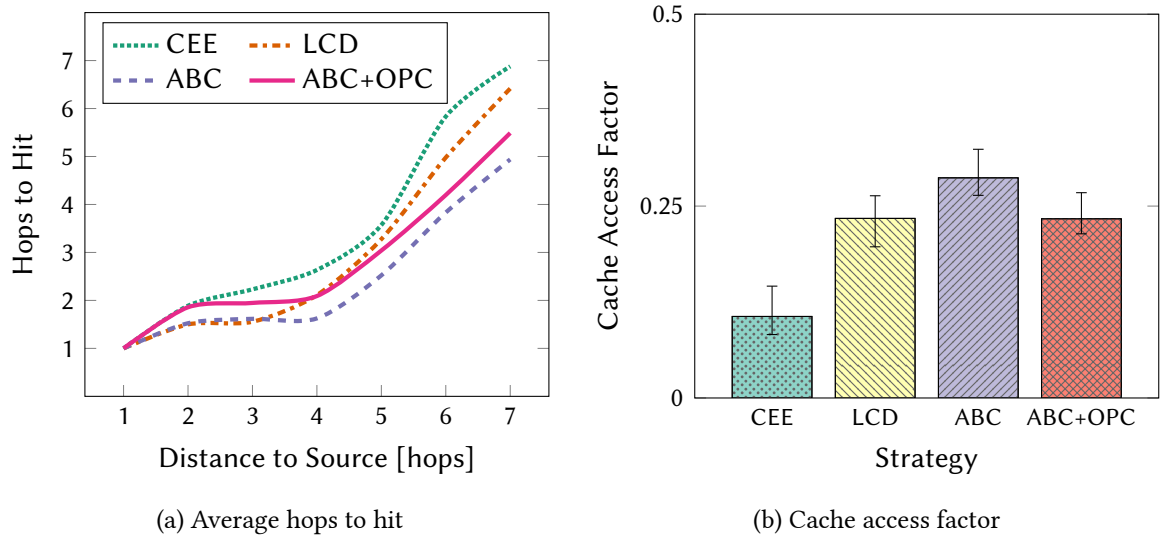 CEE LCD
ABC ABC+OPC
7
6
5
4
3
2
1
Hops to Hit
1 2 3 4 5 6 7
Distance to Source [hops]
(a) Average hops to hit
0.5
0.25
0
Cache Access Factor
CEE LCD ABC ABC+OPC
Strategy
(b) Cache access factor